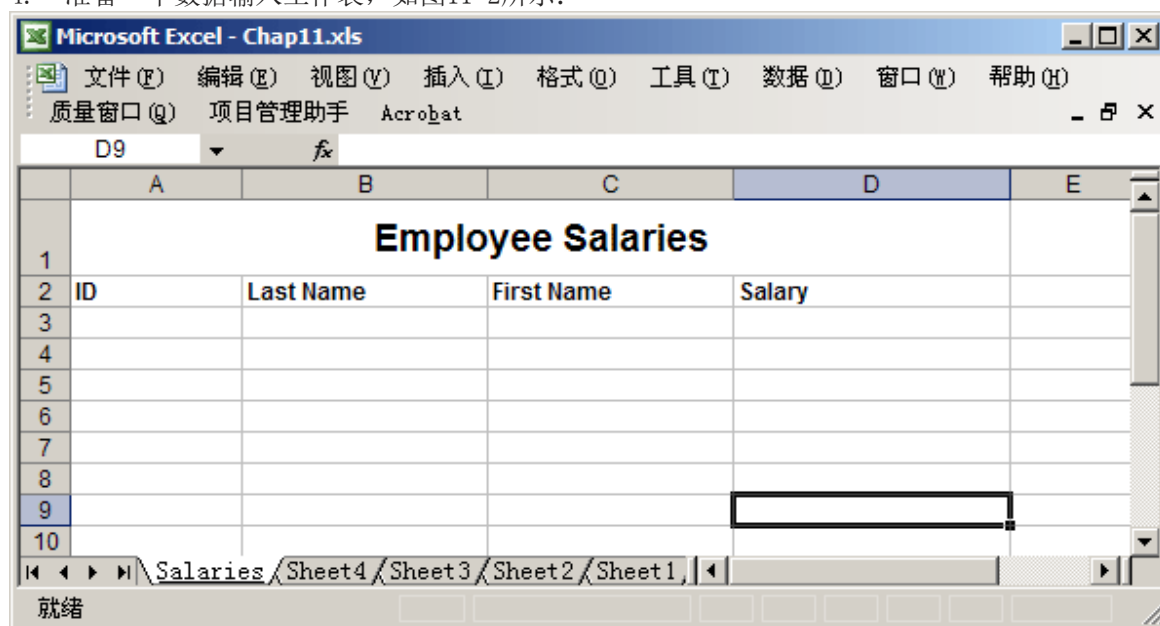 Microsoft Excel - Chap11.xls
文件(F) 编辑(E) 视图(V) 插入(I) 格式(O) 工具(T) 数据(D) 窗口(W) 帮助(H)
质量窗口(Q) 项目管理助手 Acrobat
D9 fx
A B C D E
1 Employee Salaries
2 ID Last Name First Name Salary
3
4
5
6
7
8
9
10
Salaries Sheet4 Sheet3 Sheet2 Sheet1
就绪